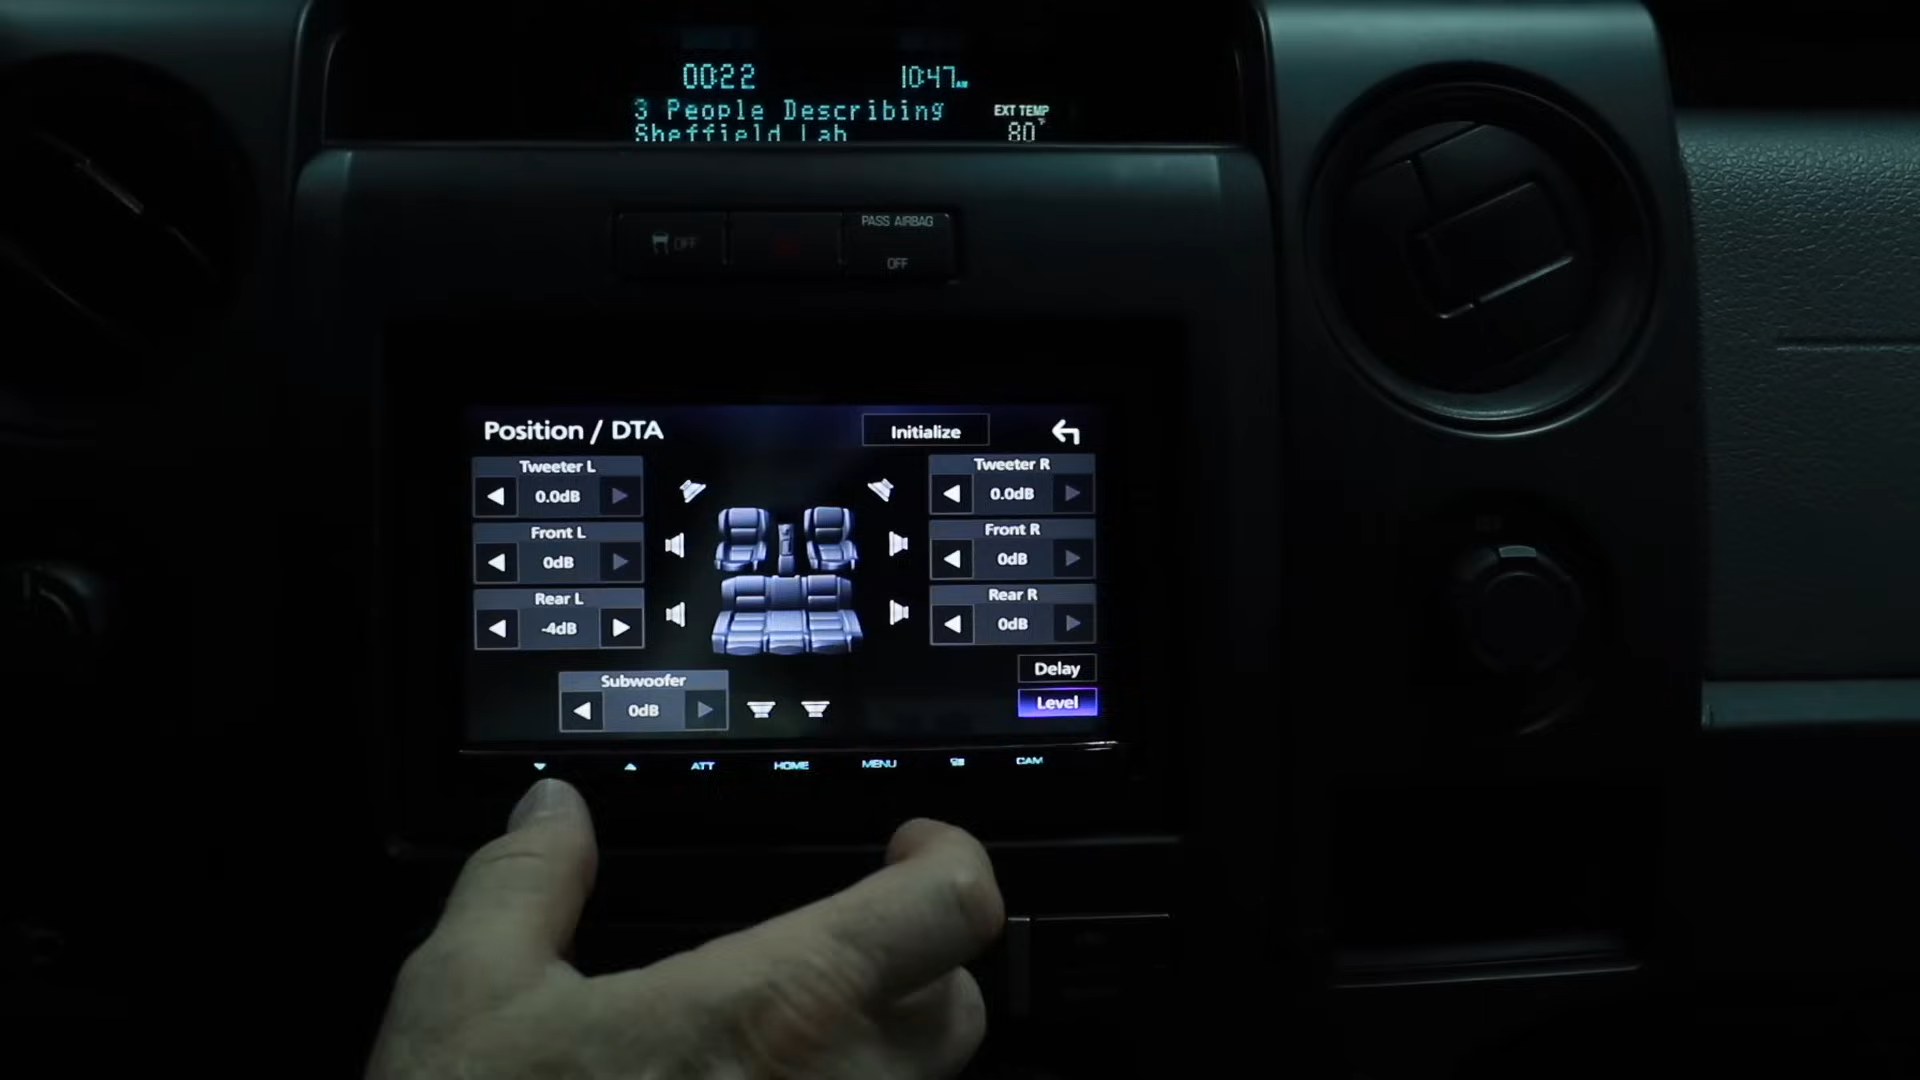 0022
10:47AM
3 People Describing
Sheffield Lab
EXT TEMP
80°F
OFF
PASS AIRBAG
OFF
Position / DTA
Initialize
Tweeter L
0.0dB
Front L
0dB
Rear L
-4dB
Tweeter R
0.0dB
Front R
0dB
Rear R
0dB
Subwoofer
0dB
Delay
Level
ATT
HOME
MENU
CAM